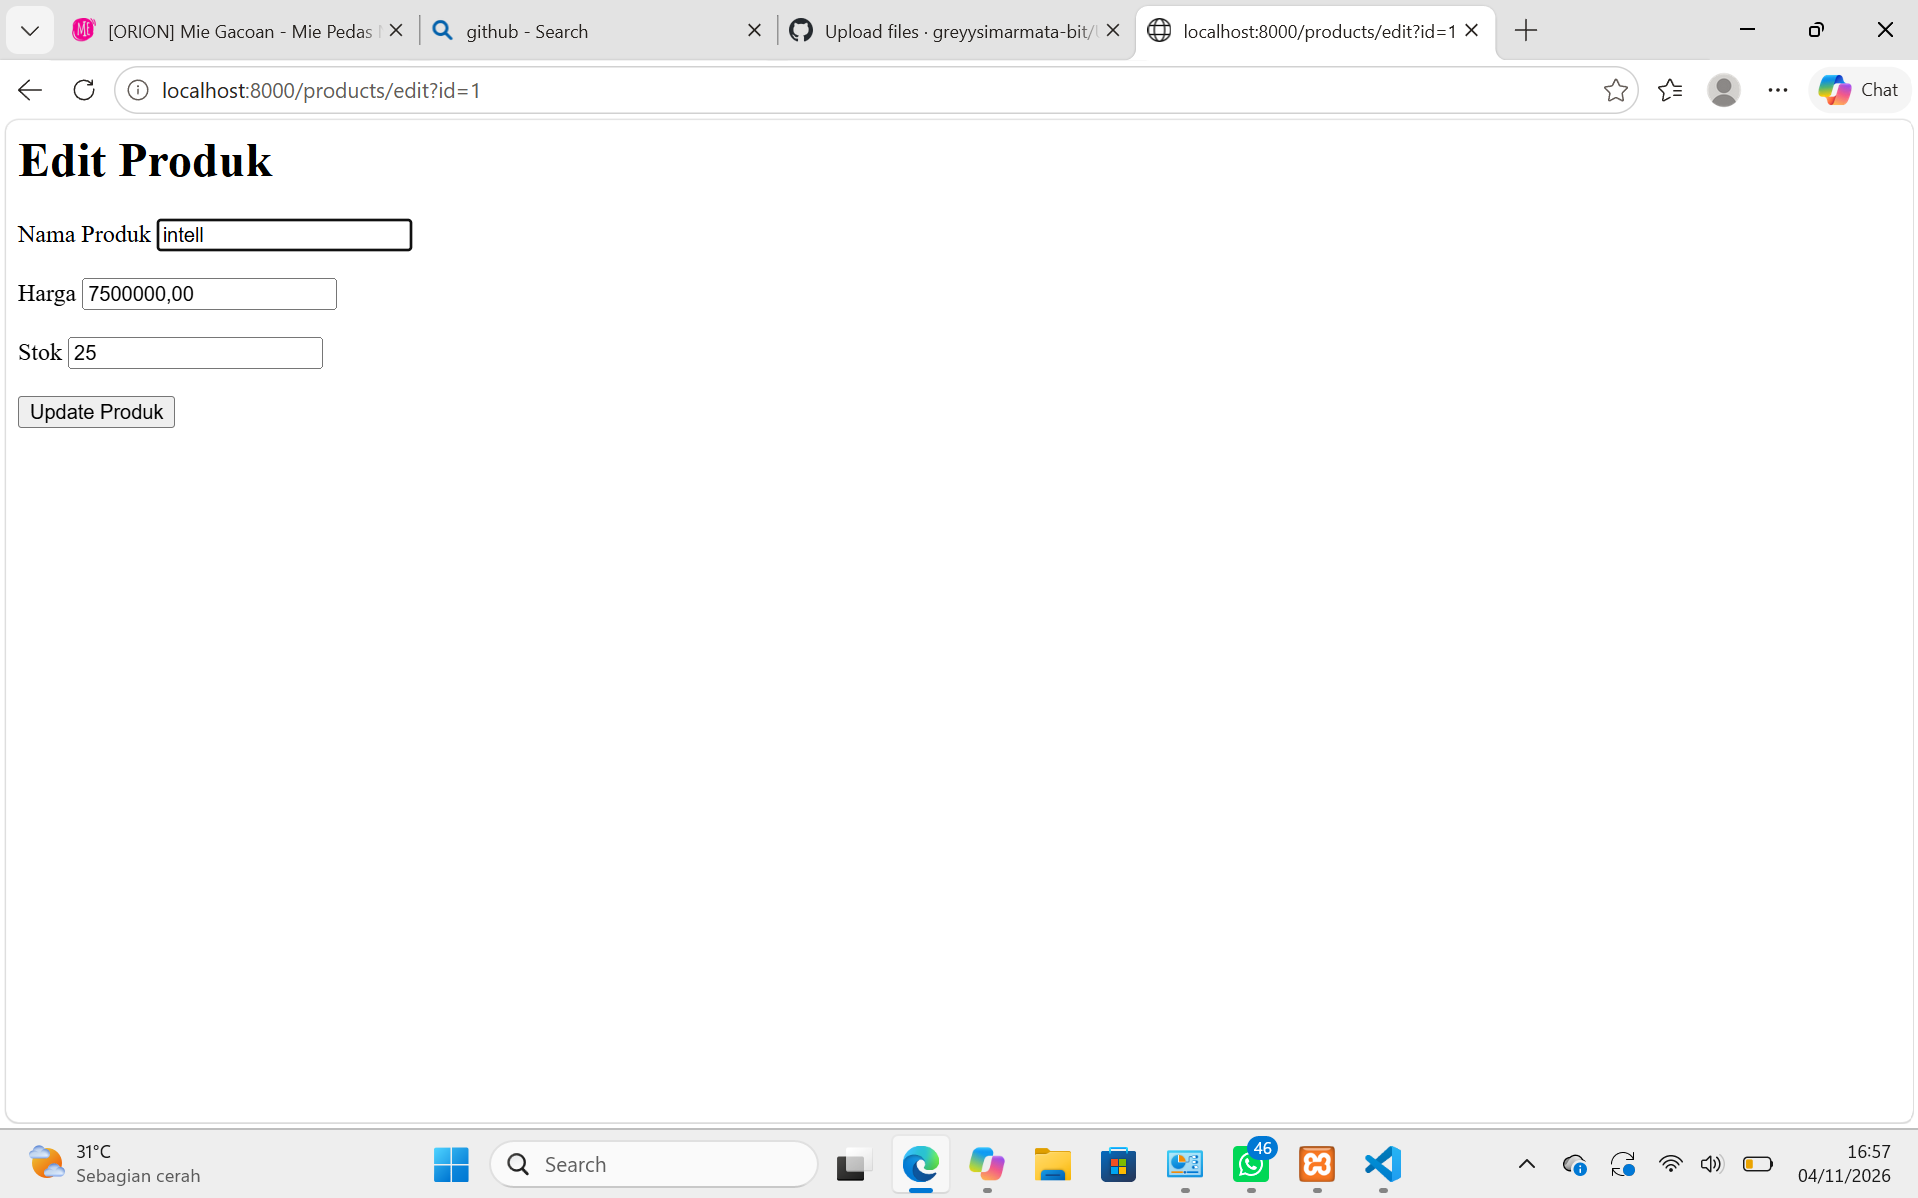 [ORION] Mie Gacoan - Mie Pedas
github - Search
Upload files · greyysimarmata-bit/
localhost:8000/products/edit?id=1
localhost:8000/products/edit?id=1
Chat
Edit Produk
Nama Produk intell
Harga 7500000,00
Stok 25
Update Produk
31°C
Sebagian cerah
Search
46
16:57
04/11/2026